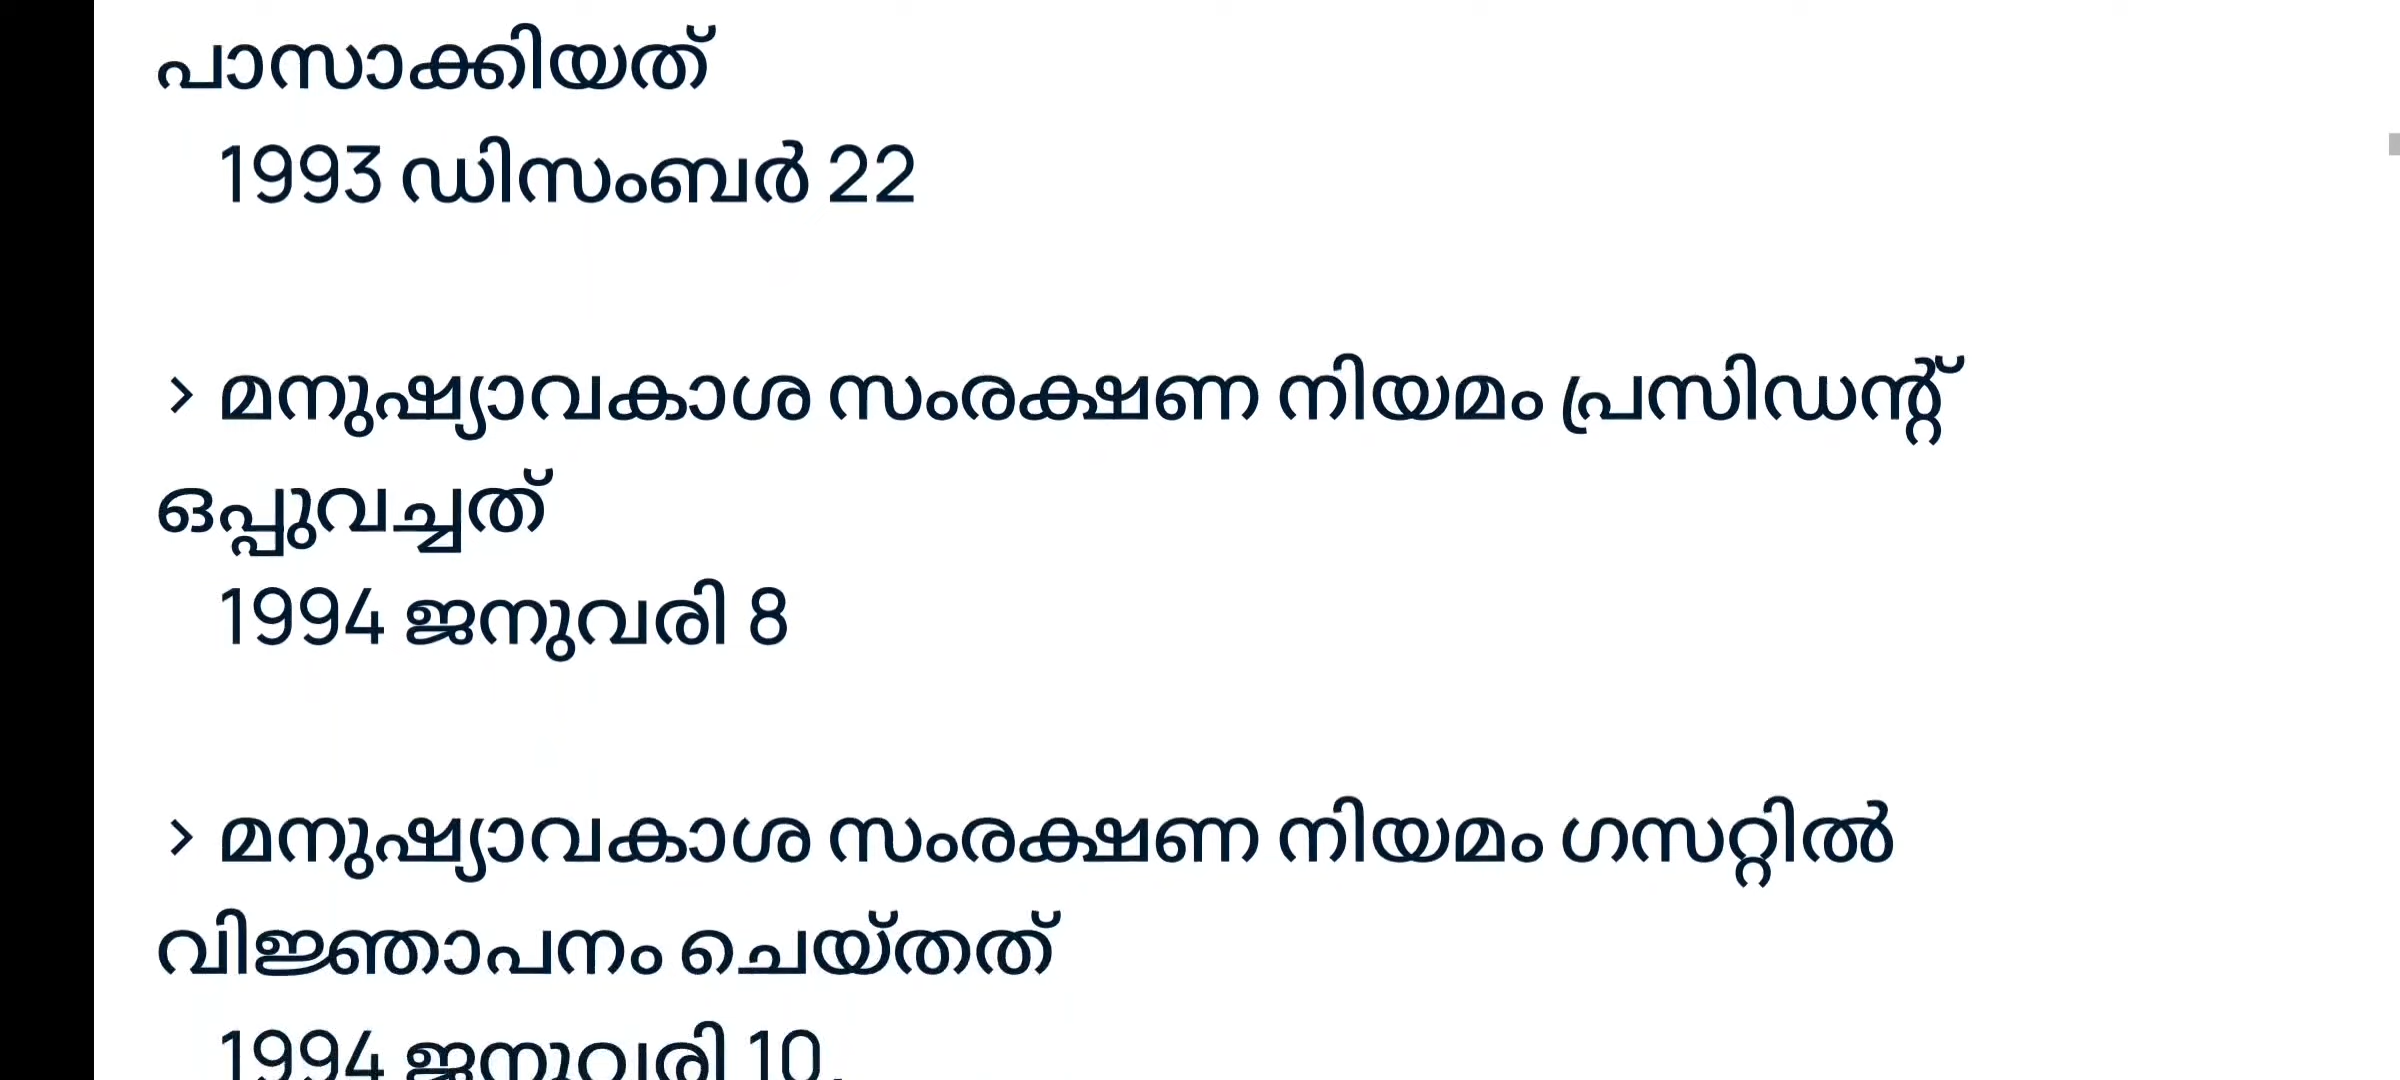 പാസാക്കിയത്
1993 ഡിസംബർ 22
› മനുഷ്യാവകാശ സംരക്ഷണ നിയമം പ്രസിഡന്റ്
ഒപ്പുവച്ചത്
1994 ജനുവരി 8
› മനുഷ്യാവകാശ സംരക്ഷണ നിയമം ഗസറ്റിൽ
വിജ്ഞാപനം ചെയ്തത്
1994 ജനുവരി 10.